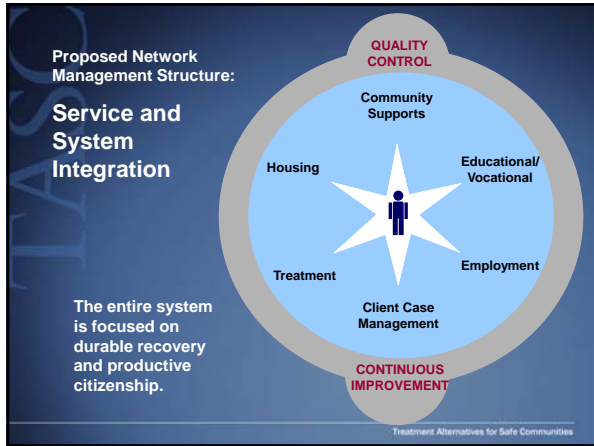 Proposed Network
Management Structure:
Service and
System
Integration
The entire system
is focused on
durable recovery
and productive
citizenship.
QUALITY
CONTROL
Community
Supports
Housing
Educational/
Vocational
Treatment
Employment
Client Case
Management
CONTINUOUS
IMPROVEMENT
TASC
Treatment Alternatives for Safe Communities